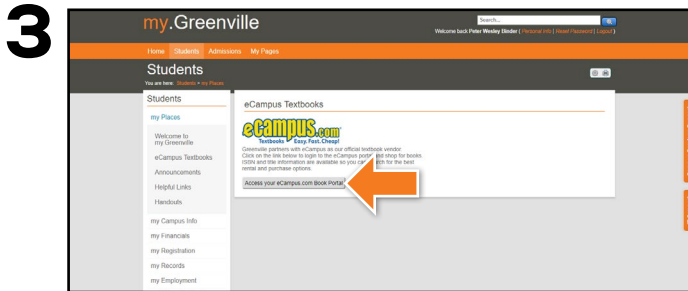 3
my.Greenville
Search...
Welcome back Peter Wesley Binder ( Personal Info | Reset Password | Logout )
Home Students Admissions My Pages
Students
You are here: Students > my Places
Students
my Places
Welcome to
my Greenville
eCampus Textbooks
Announcements
Helpful Links
Handouts
my Campus Info
my Financials
my Registration
my Records
my Employment
eCampus Textbooks
eCampus.com
Textbooks Easy. Fast. Cheap!
Greenville partners with eCampus as our official textbook vendor.
Click on the link below to login to the eCampus portal and shop for books.
ISBN and title information are available so you can search for the best
rental and purchase options.
Access your eCampus.com Book Portal